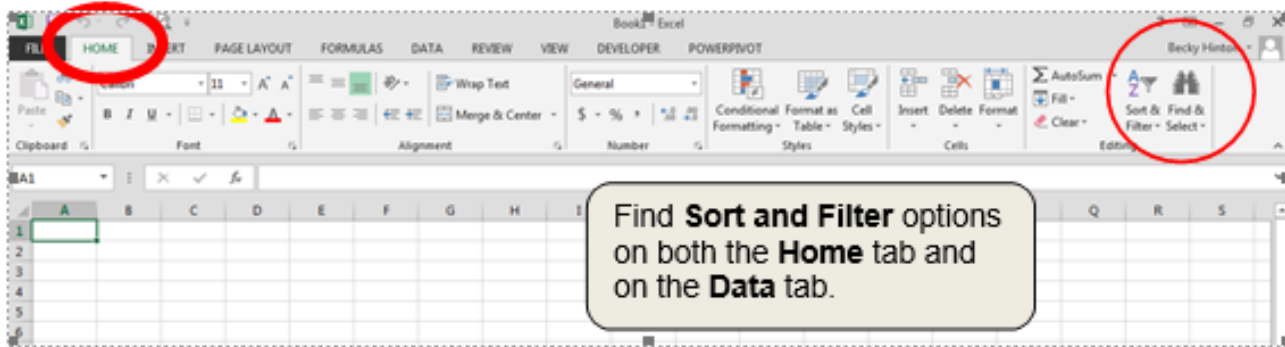 Book1 - Excel
HOME INSERT PAGE LAYOUT FORMULAS DATA REVIEW VIEW DEVELOPER POWERPIVOT Becky Hinton
11 A A Wrap Text General AutoSum
Paste Fill
B I U A Merge & Center $ - % , Conditional Format as Cell Insert Delete Format Sort & Find &
Formatting Table Styles Clear Filter Select
Clipboard Font Alignment Number Styles Cells Editing
A1 fx
A B C D E F G H I Q R S
1
2
3
4
5
6
Find Sort and Filter options
on both the Home tab and
on the Data tab.